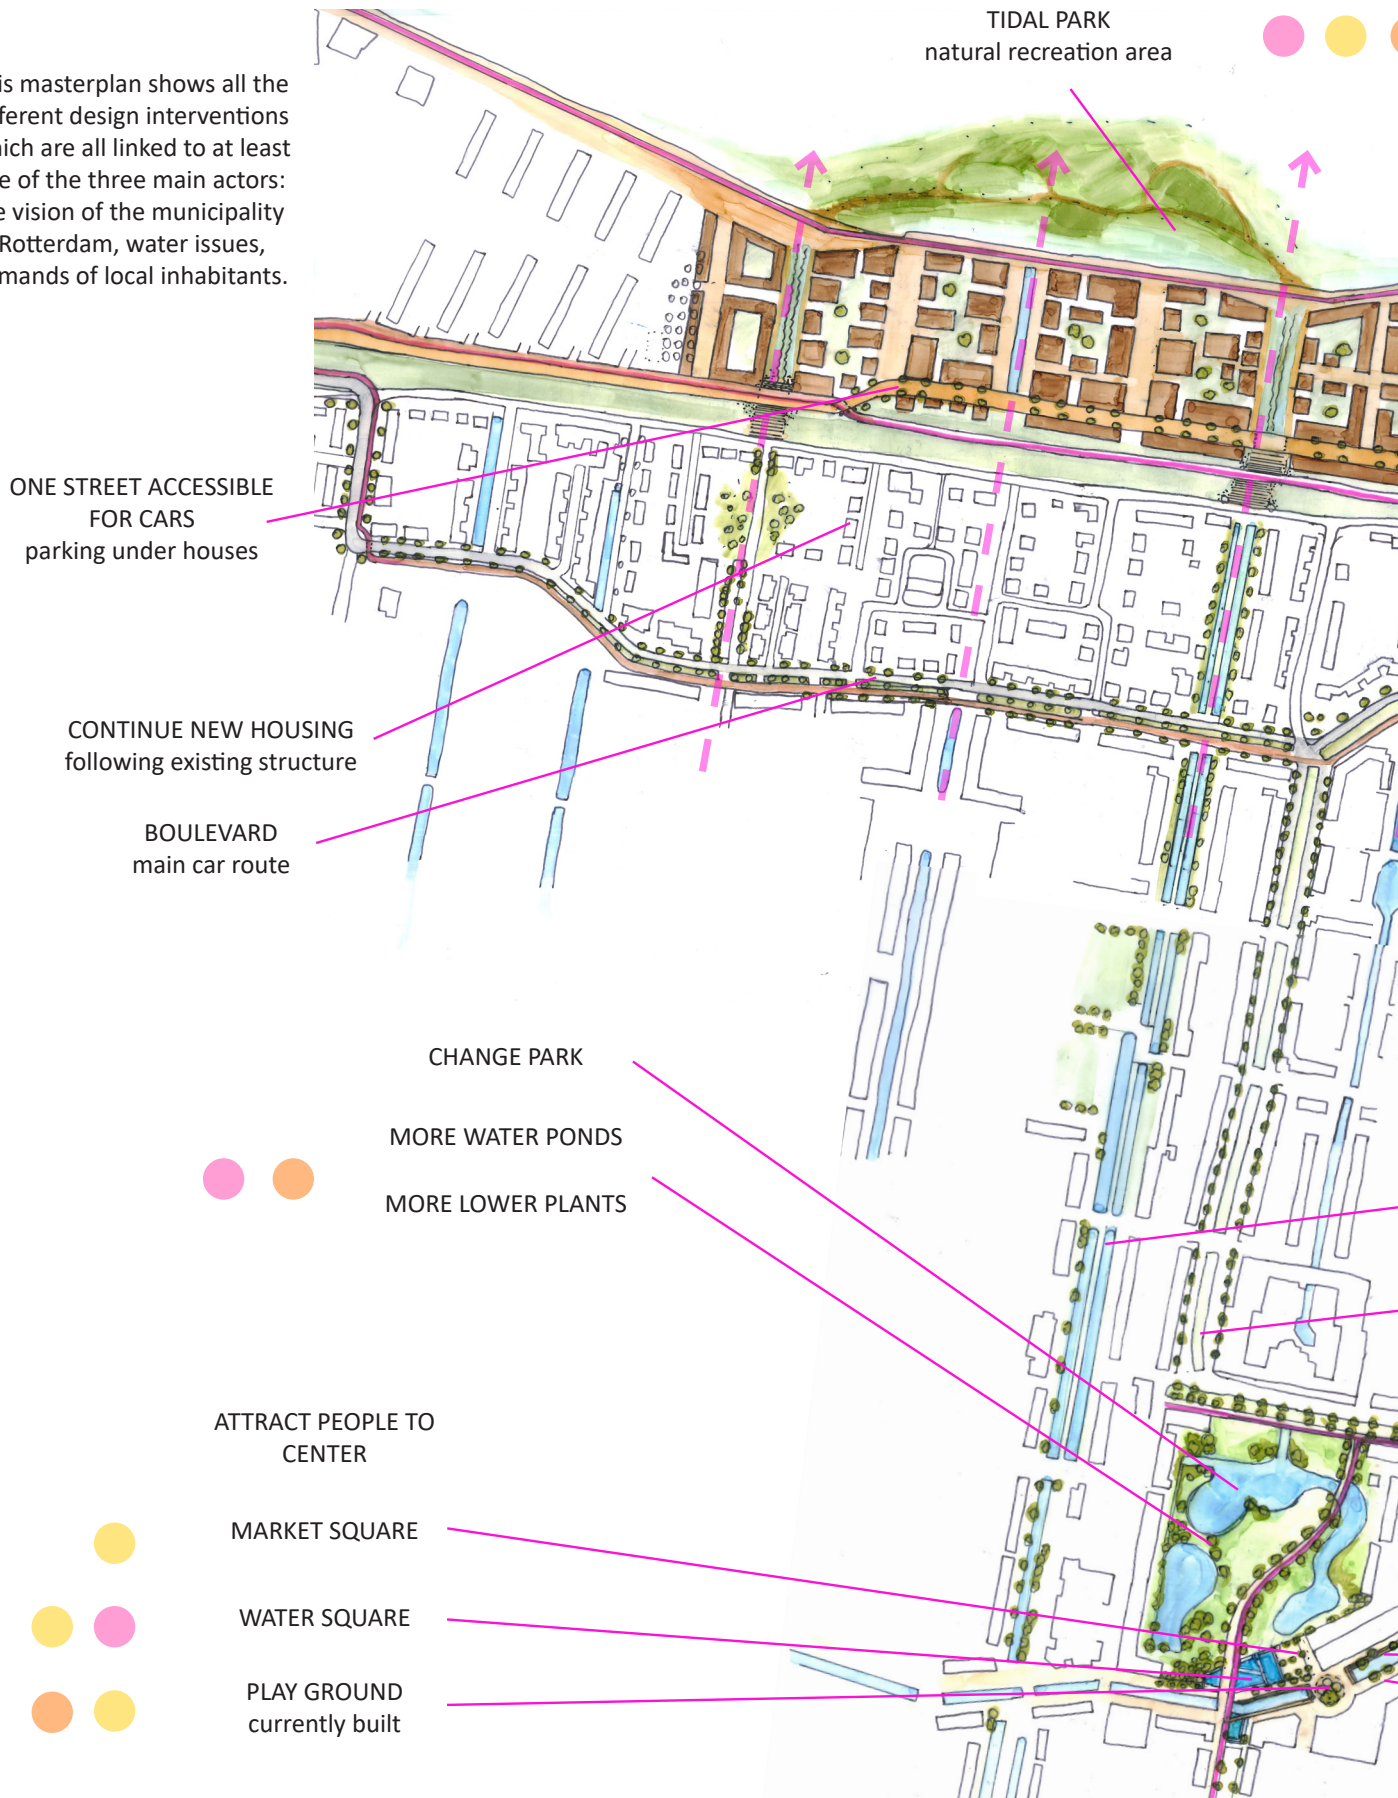 TIDAL PARK
natural recreation area
is masterplan shows all the
ferent design interventions
ich are all linked to at least
e of the three main actors:
e vision of the municipality
Rotterdam, water issues,
mands of local inhabitants.
ONE STREET ACCESSIBLE
FOR CARS
parking under houses
CONTINUE NEW HOUSING
following existing structure
BOULEVARD
main car route
CHANGE PARK
MORE WATER PONDS
MORE LOWER PLANTS
ATTRACT PEOPLE TO
CENTER
MARKET SQUARE
WATER SQUARE
PLAY GROUND
currently built